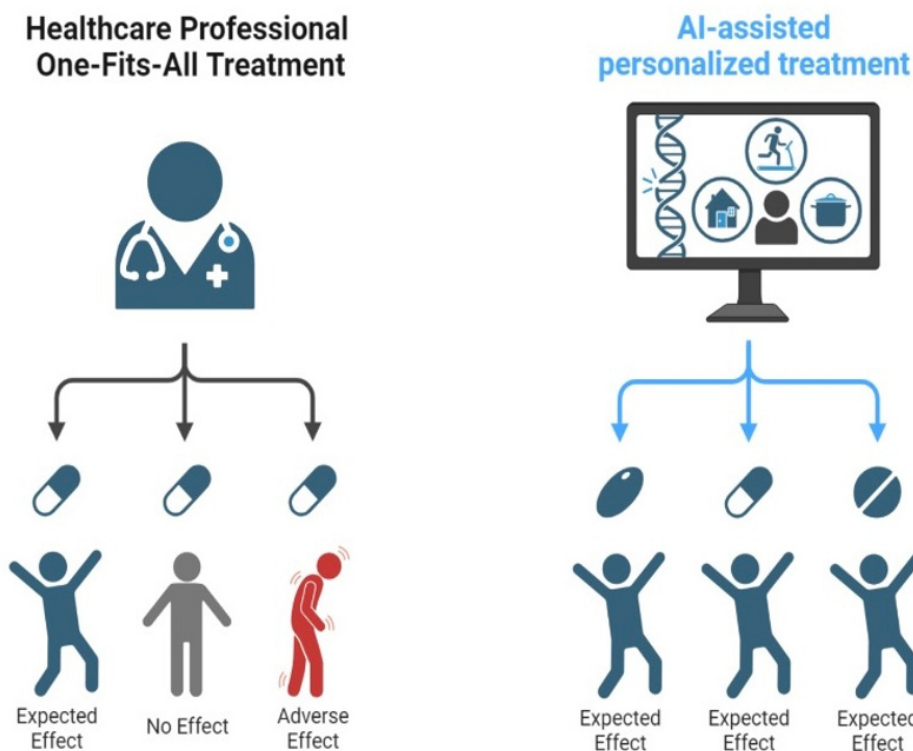 Healthcare Professional
One-Fits-All Treatment
AI-assisted
personalized treatment
Expected
Effect
No Effect
Adverse
Effect
Expected
Effect
Expected
Effect
Expected
Effect